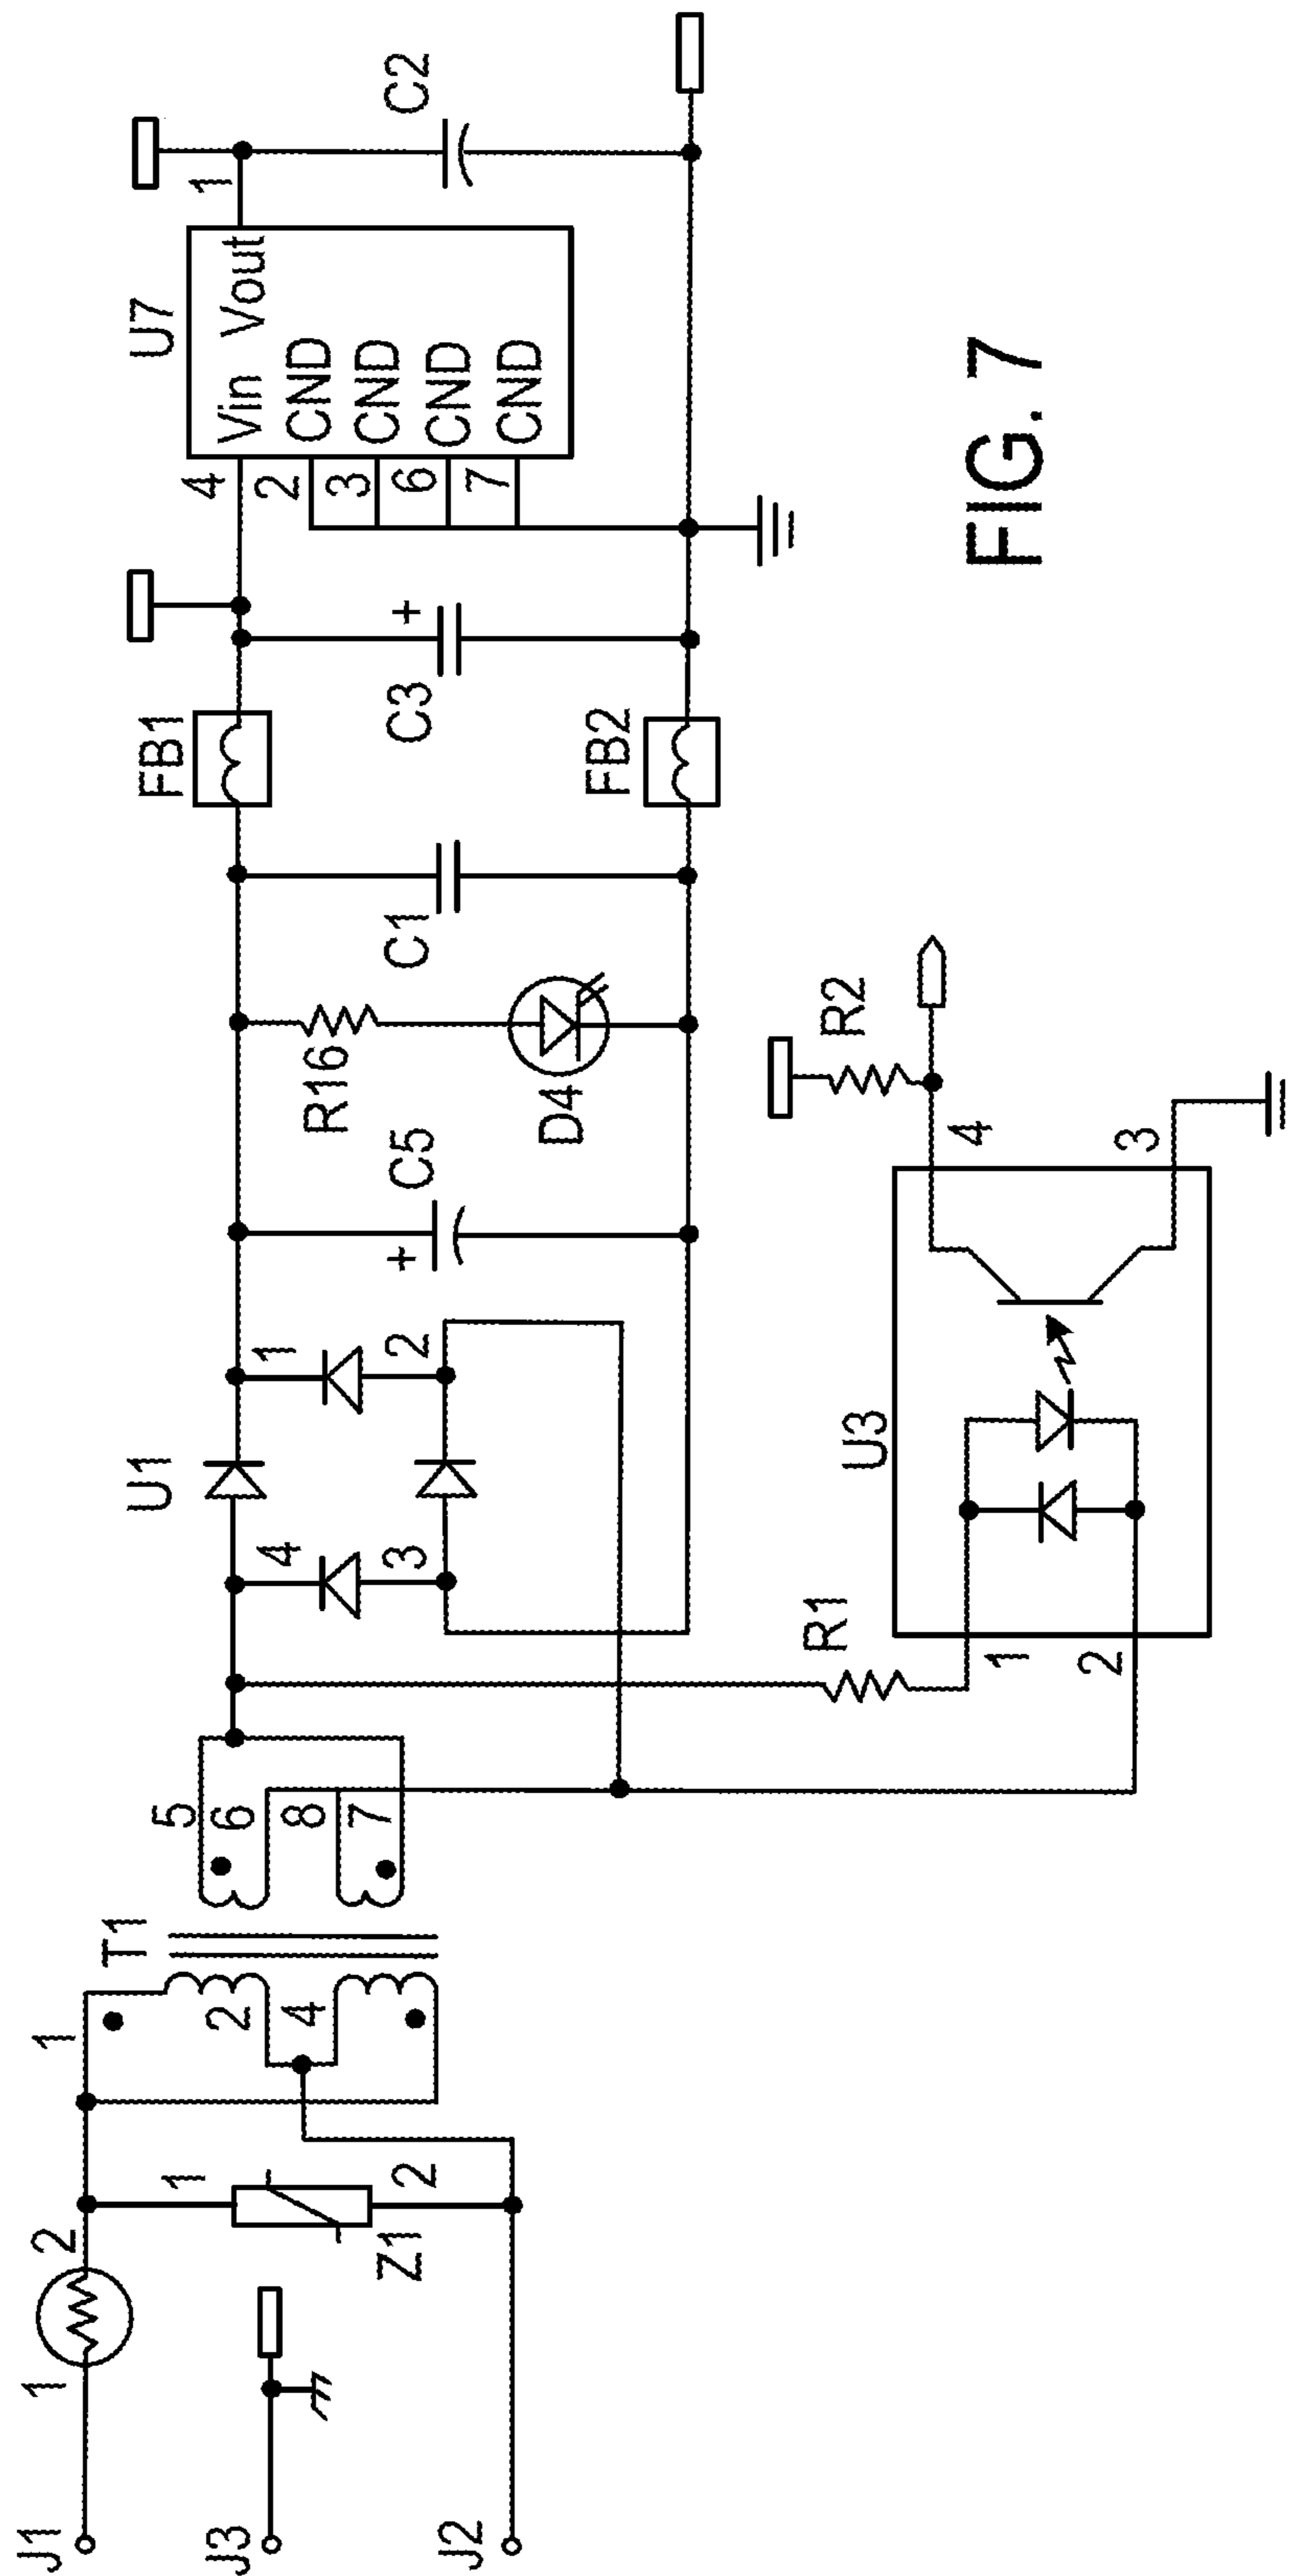 J1
1
2
J3
J2
Z1
1
2
1
2
4
T1
5
6
8
7
U1
4
1
3
2
R1
C5
+
R16
D4
C1
FB1
FB2
C3
+
U7
4
Vin
Vout
1
2
CND
3
CND
6
CND
7
CND
C2
U3
1
2
4
3
R2
FIG. 7